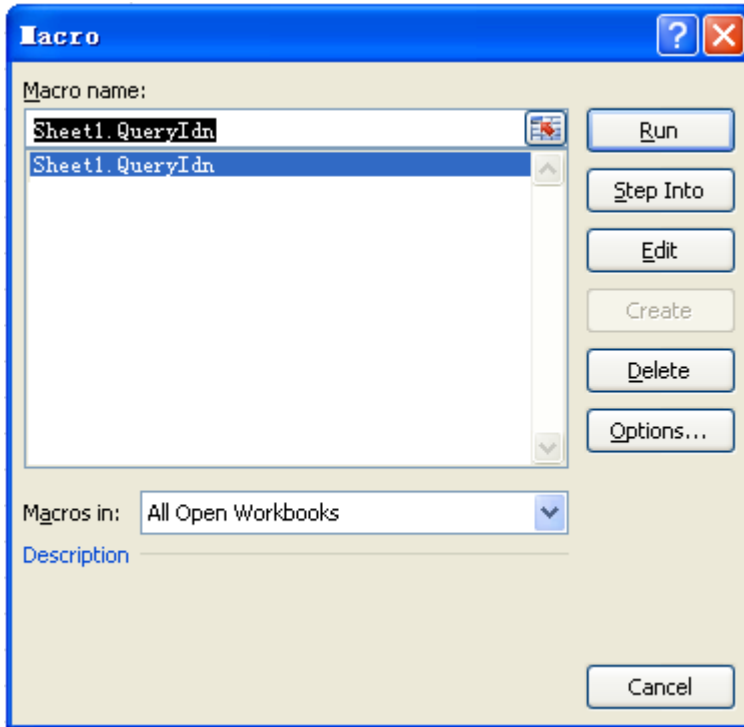 Macro
?
Macro name:
Sheet1.QueryIdn
Sheet1.QueryIdn
Run
Step Into
Edit
Create
Delete
Options...
Macros in:
All Open Workbooks
Description
Cancel